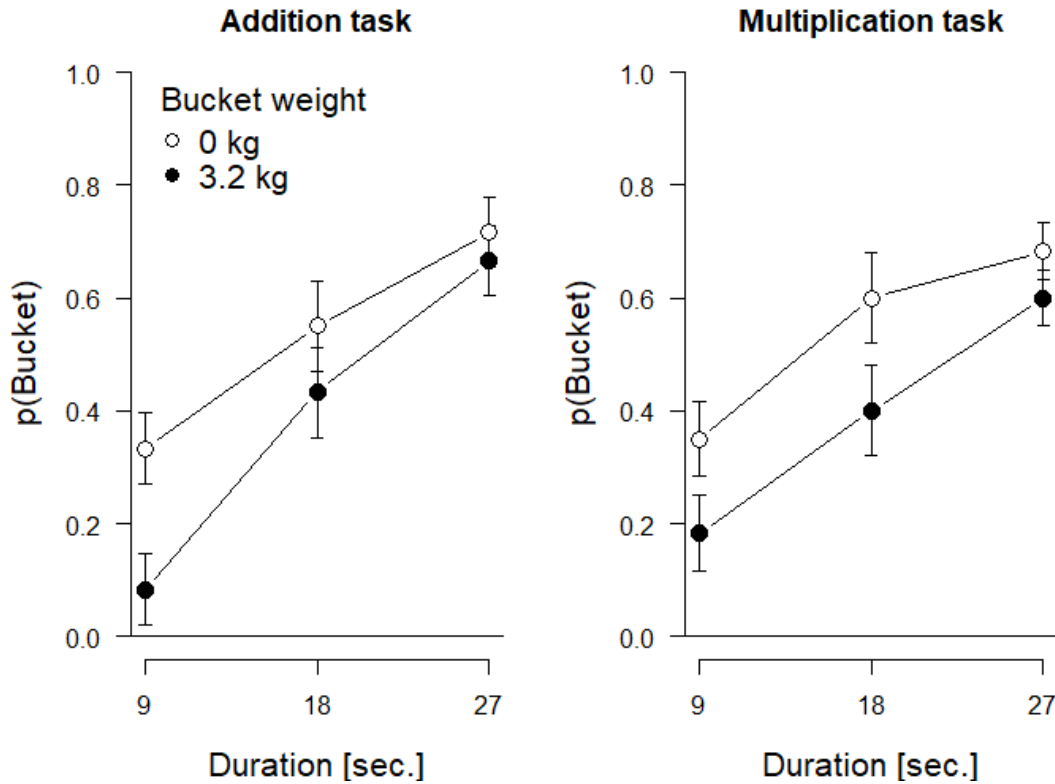 Addition task
1.0
0.8
0.6
0.4
0.2
0.0
p(Bucket)
Bucket weight
0 kg
3.2 kg
9 18 27
Duration [sec.]
Multiplication task
1.0
0.8
0.6
0.4
0.2
0.0
p(Bucket)
9 18 27
Duration [sec.]